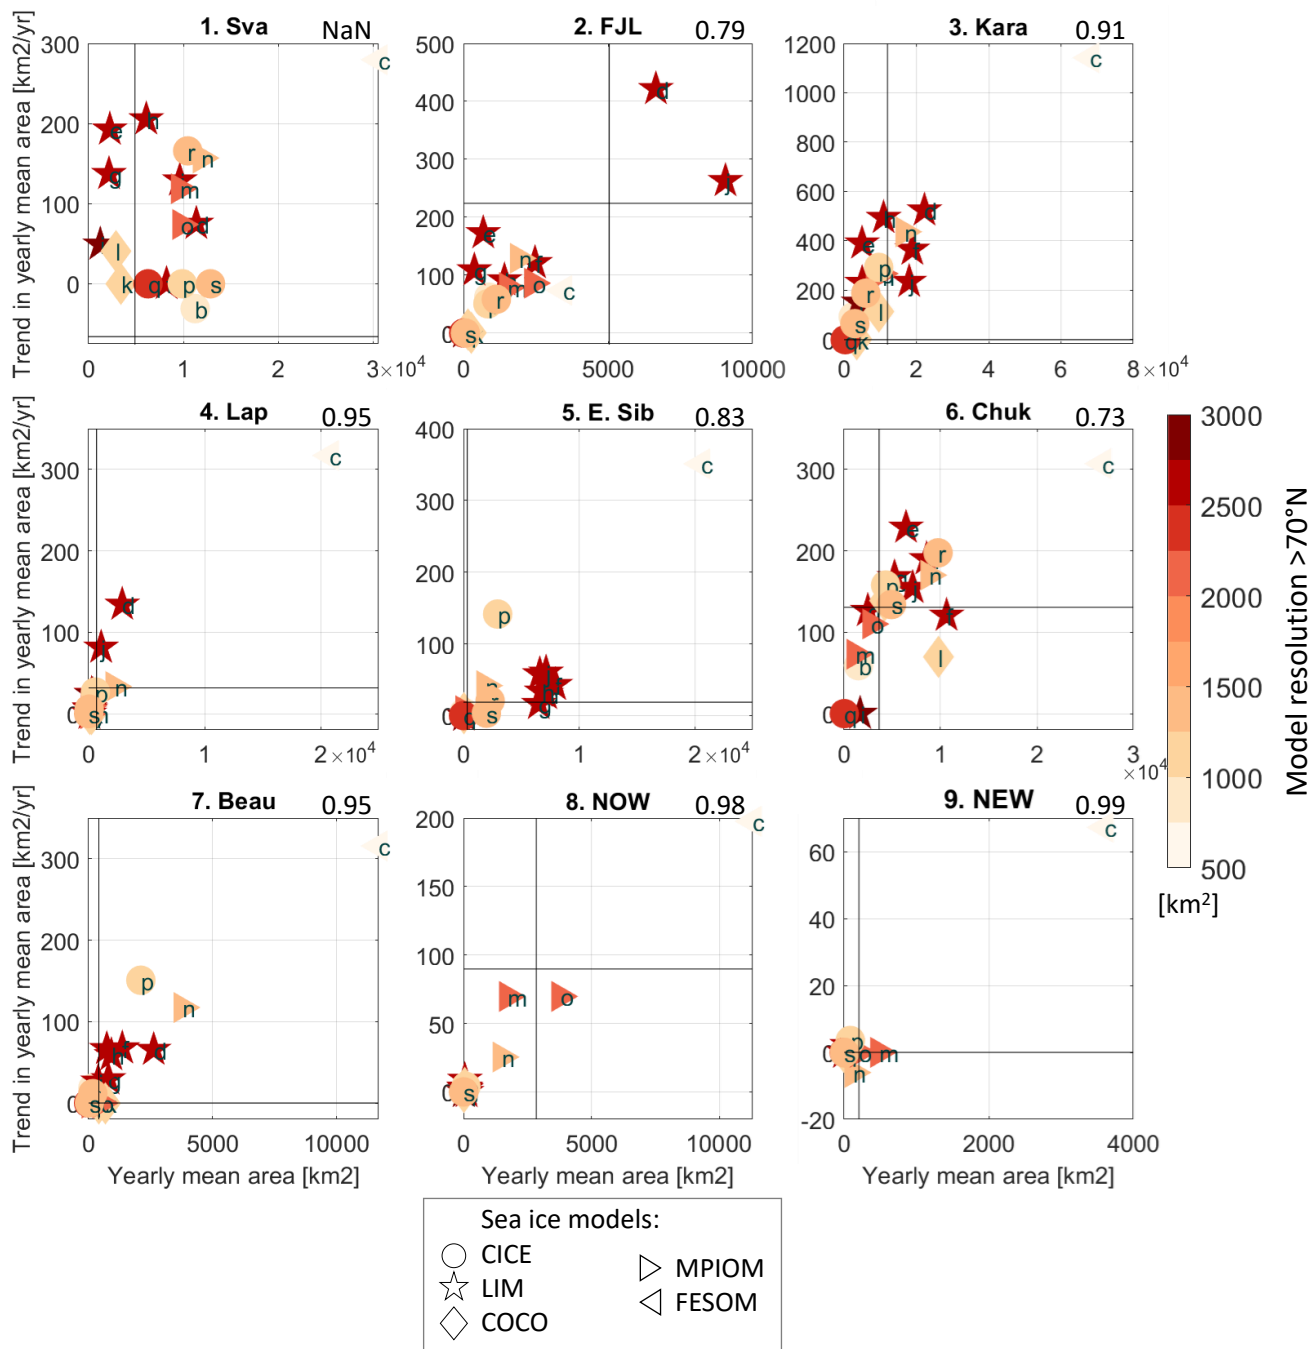 1. Sva NaN 2. FJL 0.79 3. Kara 0.91
Trend in yearly mean area [km2/yr]
300
200
100
0
0 1 2 3×10⁴
c
e
r n
g
m
o d
l
k q p s
b
500
400
300
200
100
0
0 5000 10000
d
j
e
g n
m o c
r
s
1200
1000
800
600
400
200
0
0 2 4 6 8×10⁴
c
d
n
e
p
j
r l
s
q k
4. Lap 0.95 5. E. Sib 0.83 6. Chuk 0.73
Trend in yearly mean area [km2/yr]
300
200
100
0
0 1 2×10⁴
c
d
j
p n
s
400
300
200
100
0
0 1 2×10⁴
c
p
s
g
300
200
100
0
0 1 2 3
×10⁴
c
e
r
n
p
j
s
o
m
b
l
q
3000
2500
2000
1500
1000
500
[km²]
Model resolution >70°N
7. Beau 0.95 8. NOW 0.98 9. NEW 0.99
Trend in yearly mean area [km2/yr]
300
200
100
0
0 5000 10000
c
p
n
d
g
s
200
150
100
50
0
0 5000 10000
c
m o
n
s
60
40
20
0
-20
0 2000 4000
c
s o m
n
Yearly mean area [km2] Yearly mean area [km2] Yearly mean area [km2]
Sea ice models:
CICE
LIM
COCO
MPIOM
FESOM